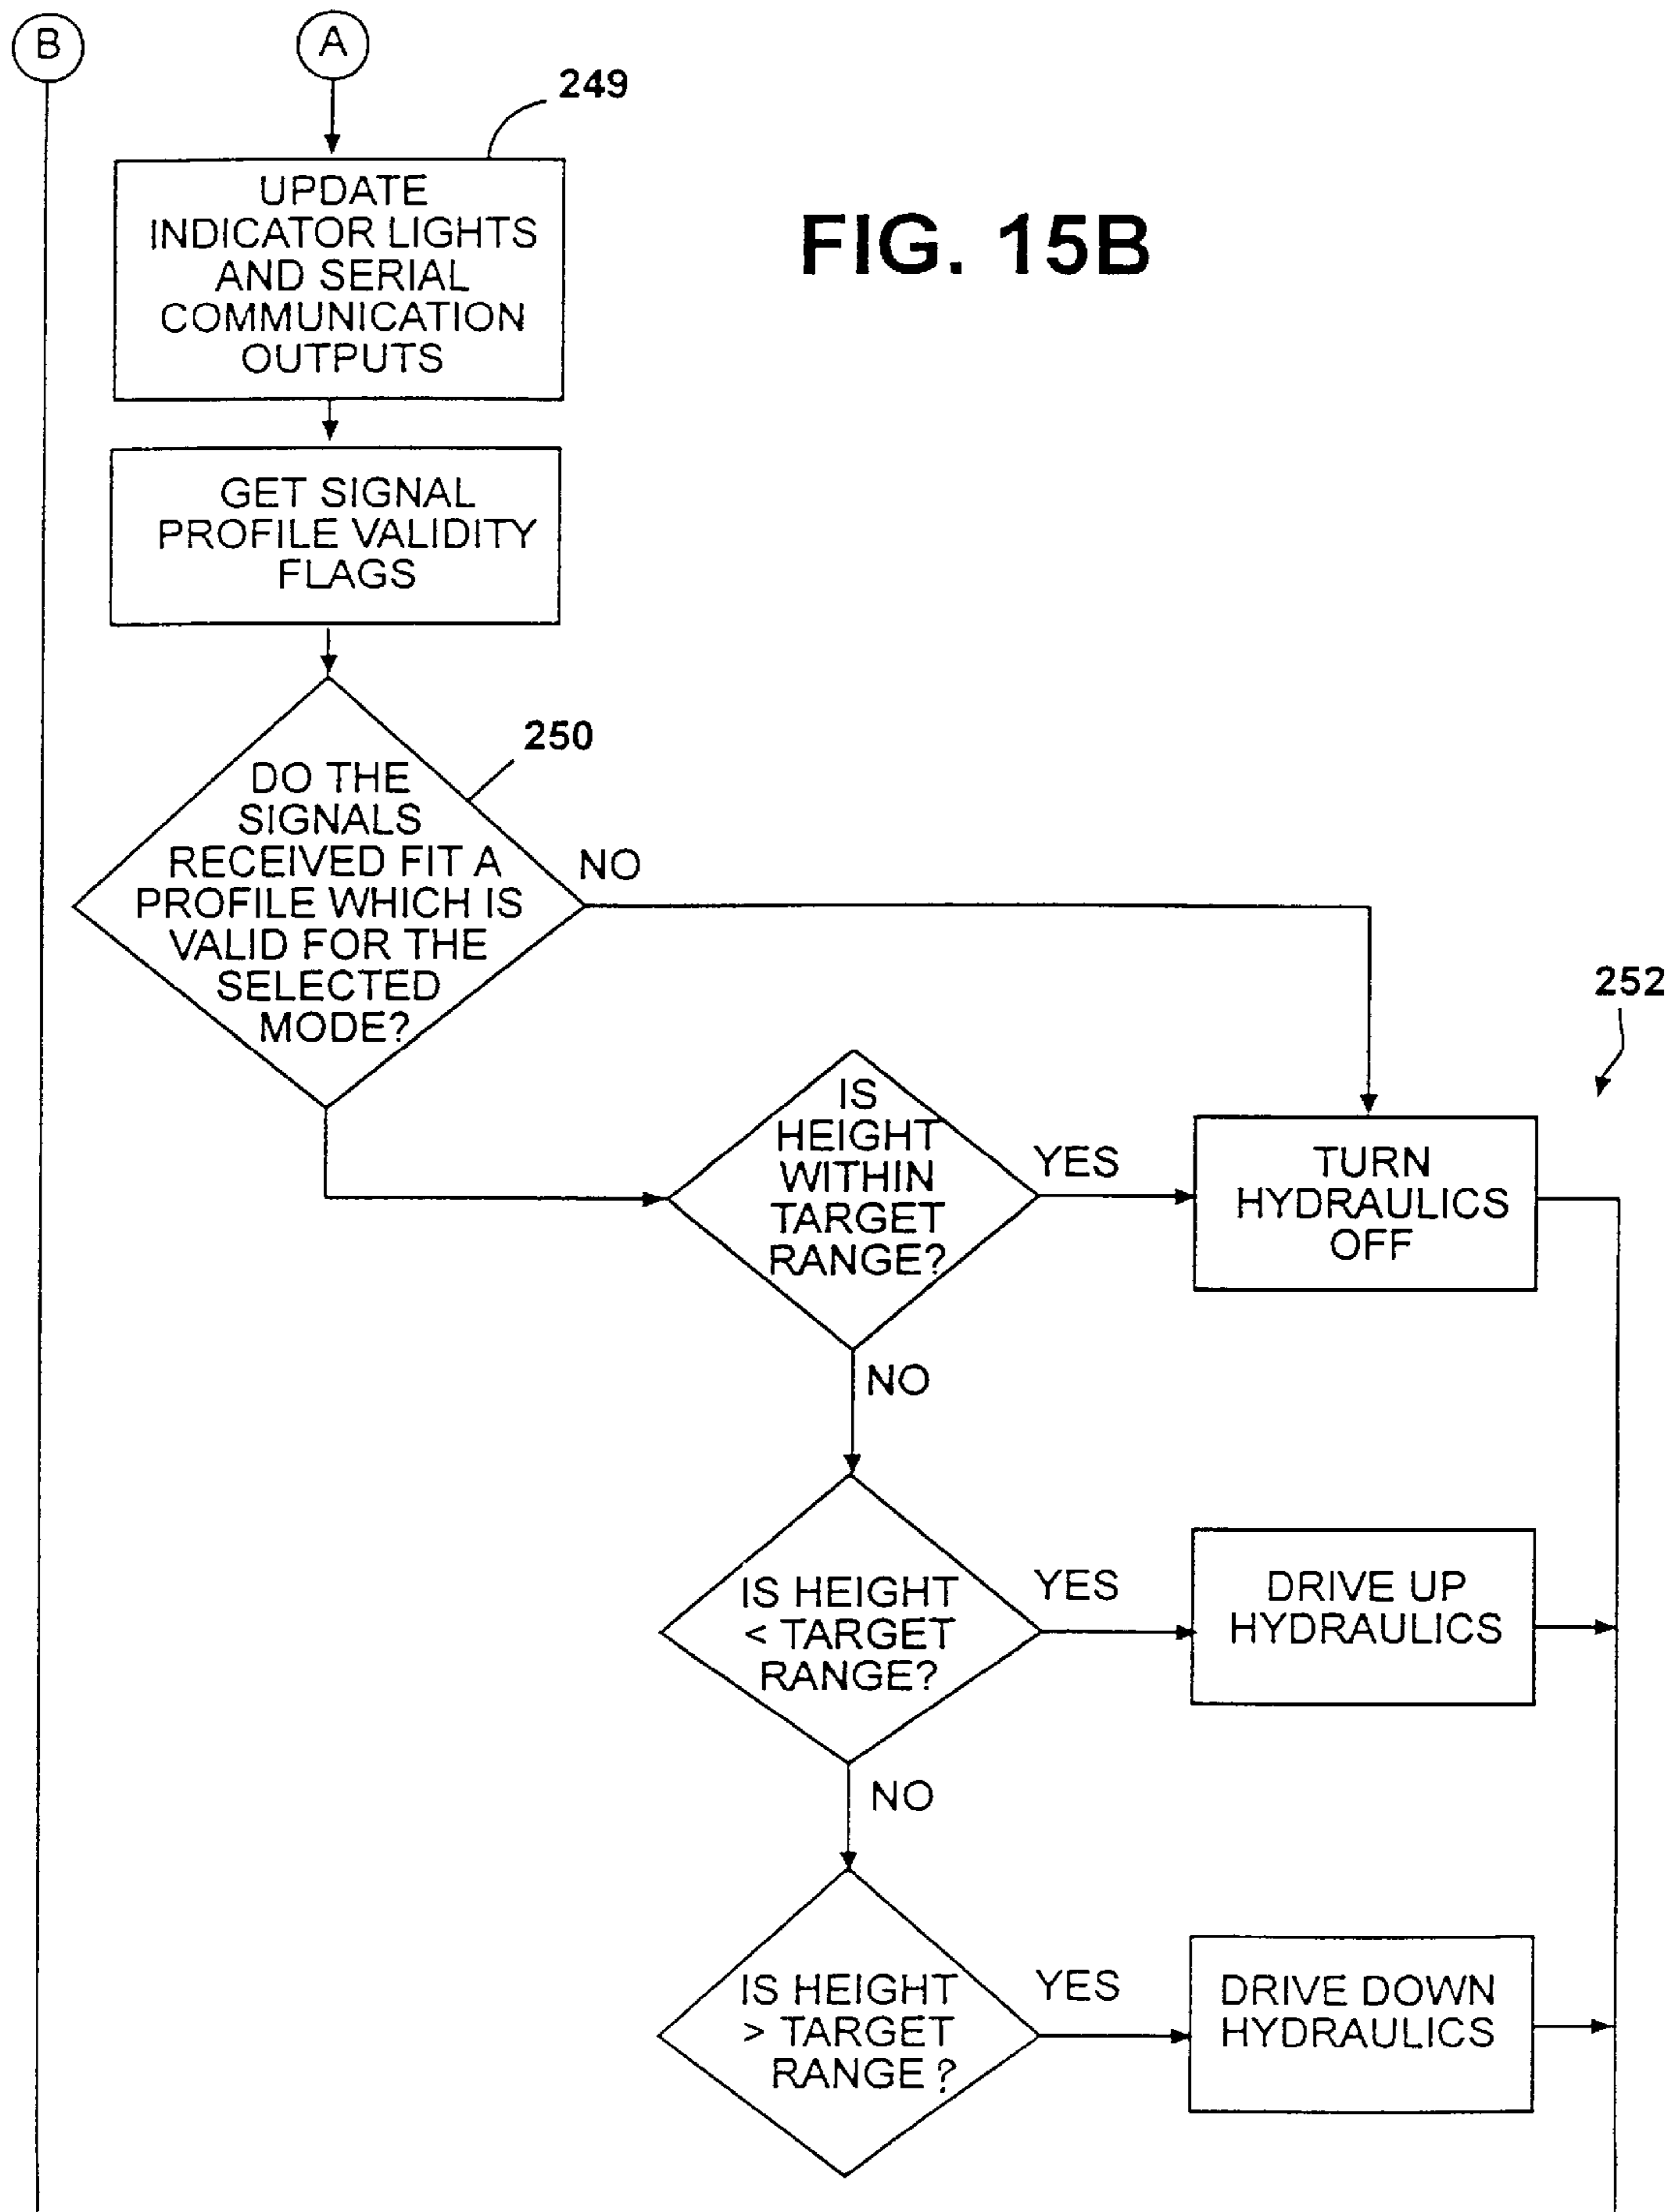 B
A
249
UPDATE
INDICATOR LIGHTS
AND SERIAL
COMMUNICATION
OUTPUTS
FIG. 15B
GET SIGNAL
PROFILE VALIDITY
FLAGS
250
DO THE
SIGNALS
RECEIVED FIT A
PROFILE WHICH IS
VALID FOR THE
SELECTED
MODE?
NO
252
IS
HEIGHT
WITHIN
TARGET
RANGE?
YES
TURN
HYDRAULICS
OFF
NO
IS HEIGHT
< TARGET
RANGE?
YES
DRIVE UP
HYDRAULICS
NO
IS HEIGHT
> TARGET
RANGE?
YES
DRIVE DOWN
HYDRAULICS